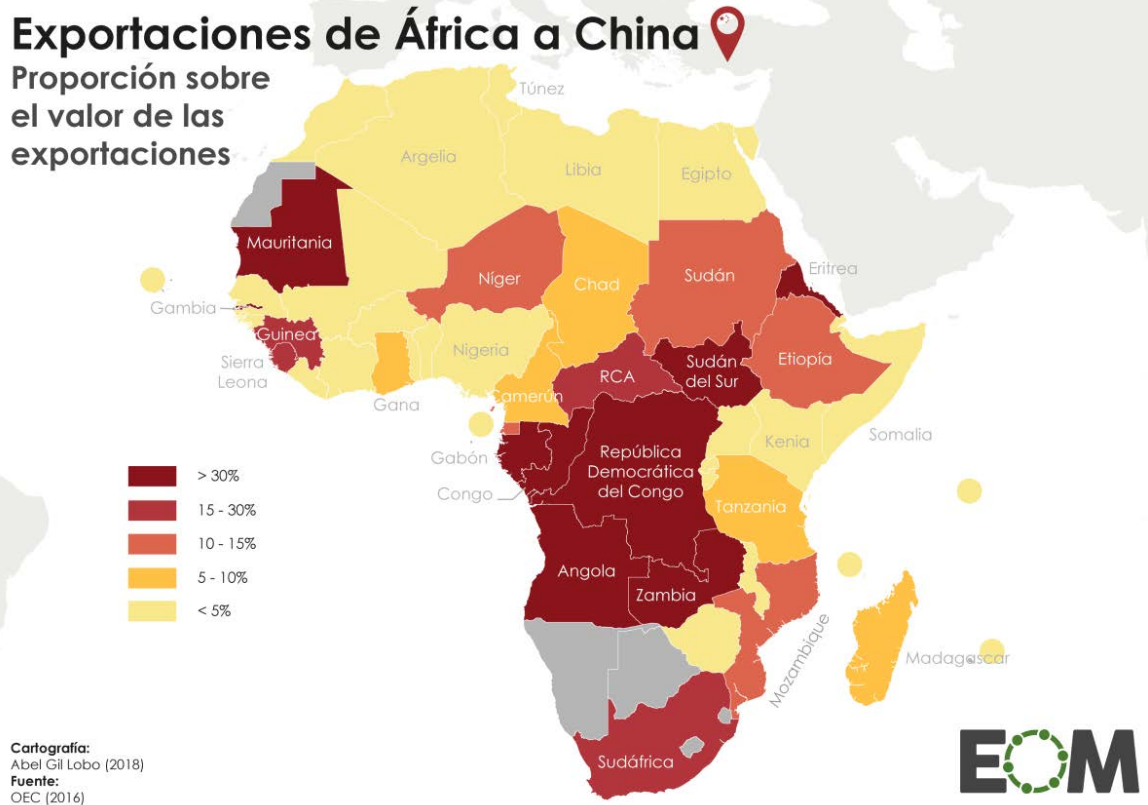 Exportaciones de África a China
Proporción sobre
el valor de las
exportaciones
Túnez
Argelia
Libia
Egipto
Mauritania
Níger
Chad
Sudán
Eritrea
Gambia
Guinea
Sierra
Leona
Nigeria
Gana
Camerún
RCA
Sudán
del Sur
Etiopía
Gabón
Congo
República
Democrática
del Congo
Kenia
Somalia
Tanzania
Angola
Zambia
Mozambique
Madagascar
Sudáfrica
> 30%
15 - 30%
10 - 15%
5 - 10%
< 5%
Cartografía:
Abel Gil Lobo (2018)
Fuente:
OEC (2016)
EOM